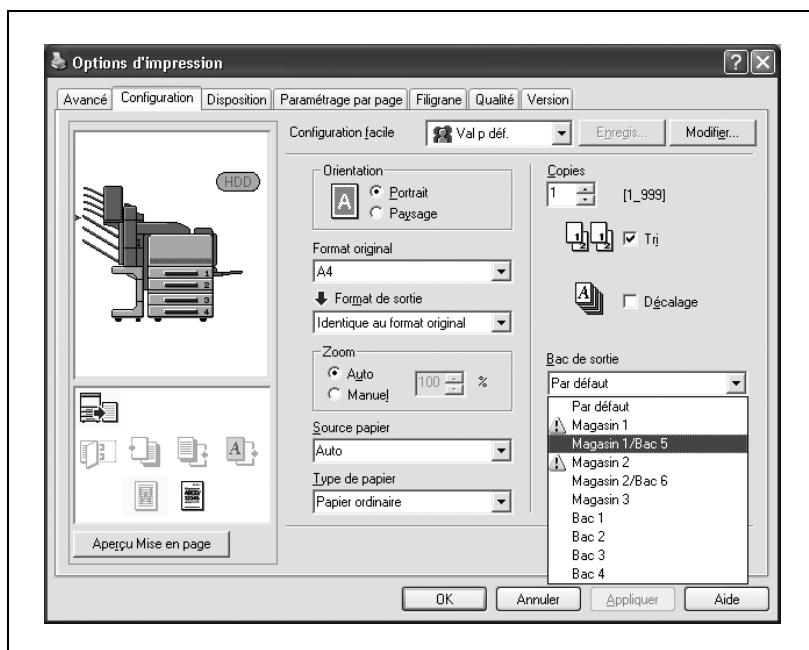 Options d'impression
Avancé Configuration Disposition Paramétrage par page Filigrane Qualité Version
Configuration facile Val p déf. Enregis... Modifier...
HDD
1
2
3
4
Aperçu Mise en page
Orientation
A Portrait
Paysage
Format original
A4
Format de sortie
Identique au format original
Zoom
Auto
Manuel
100 %
Source papier
Auto
Type de papier
Papier ordinaire
Copies
1 [1_999]
Tri
Décalage
Bac de sortie
Par défaut
Par défaut
Magasin 1
Magasin 1/Bac 5
Magasin 2
Magasin 2/Bac 6
Magasin 3
Bac 1
Bac 2
Bac 3
Bac 4
OK Annuler Appliquer Aide